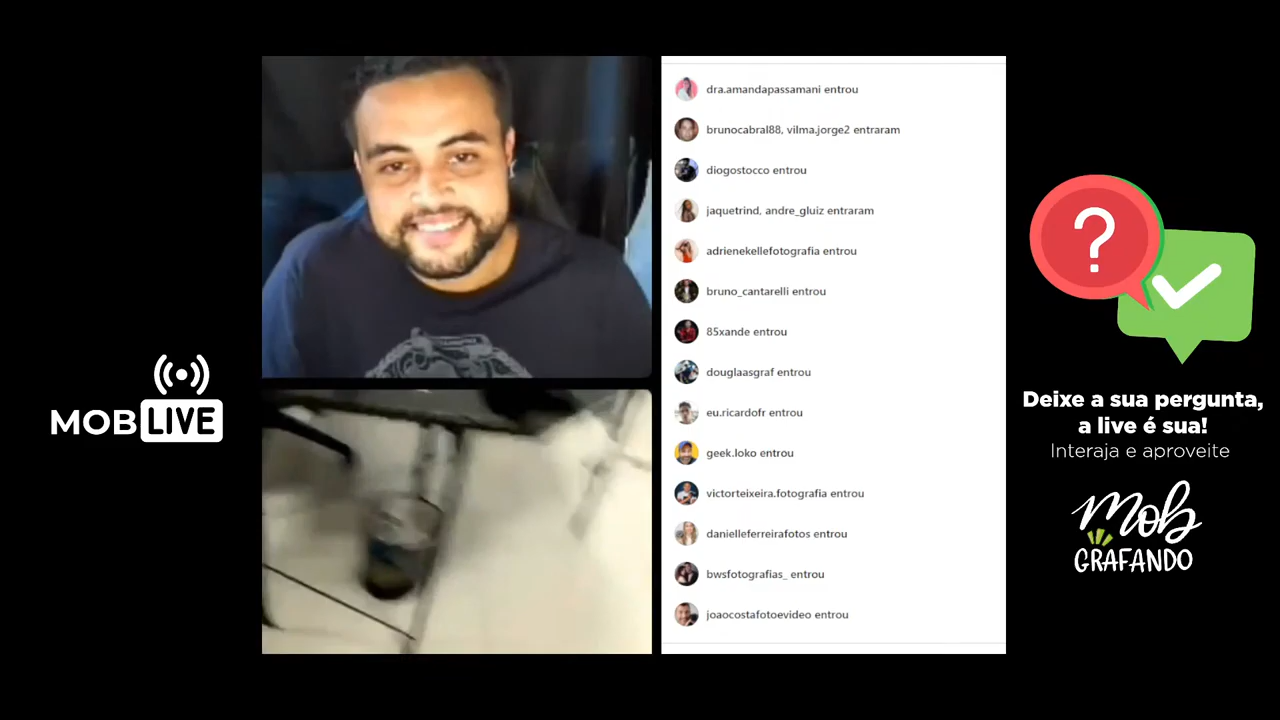 MOB LIVE
dra.amandapassamani entrou
brunocabral88, vilma.jorge2 entraram
diogostocco entrou
jaquetrind, andre_gluiz entraram
adrienekellefotografia entrou
bruno_cantarelli entrou
85xande entrou
douglaasgraf entrou
eu.ricardofr entrou
geek.loko entrou
victorteixeira.fotografia entrou
danielleferreirafotos entrou
bwsfotografias_ entrou
joaocostafotoevideo entrou
?
Deixe a sua pergunta,
a live é sua!
Interaja e aproveite
Mob
GRAFANDO